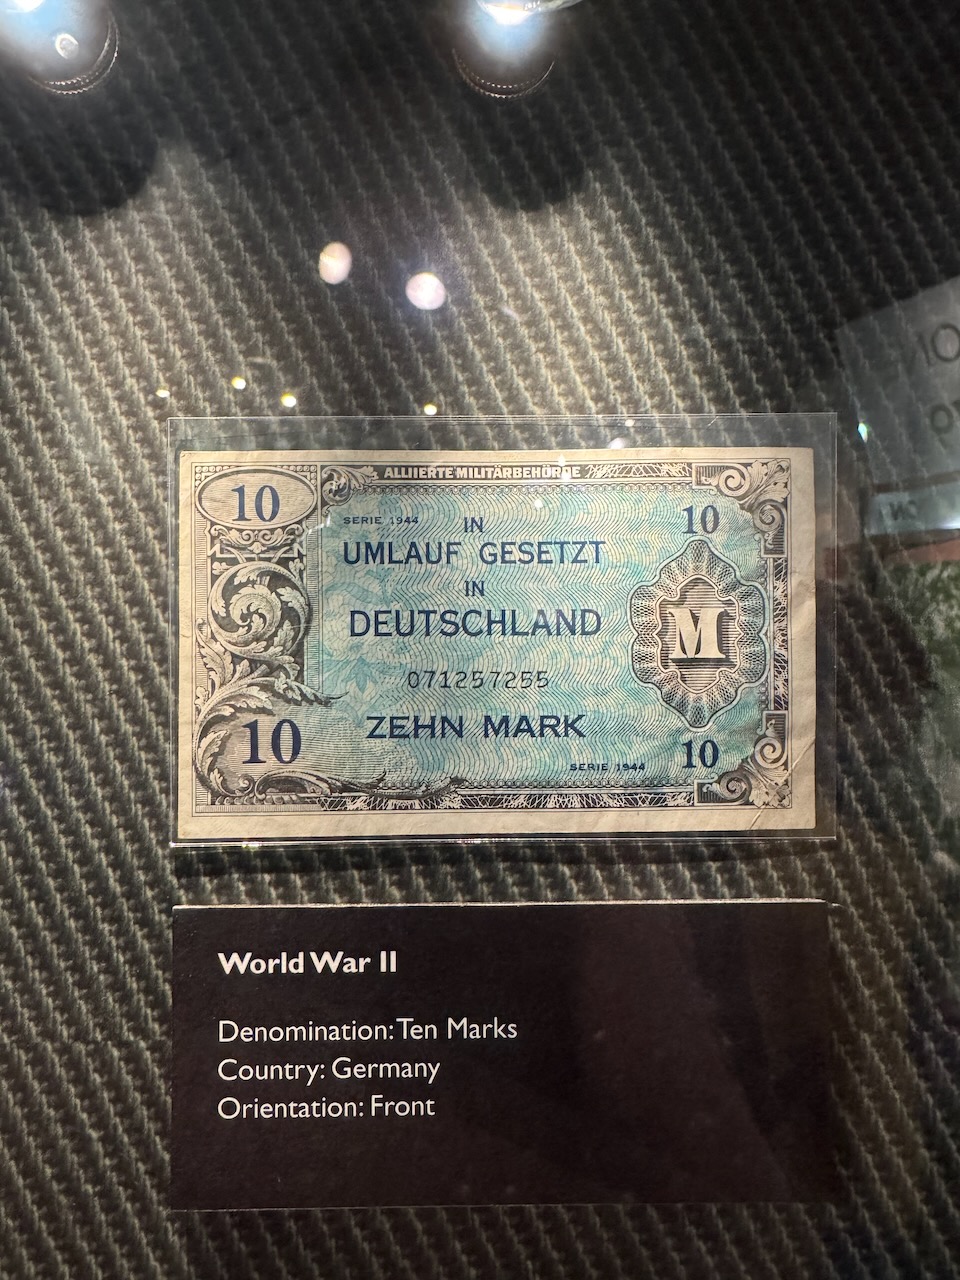 ALLIIERTE MILITÄRBEHÖRDE
10
SERIE 1944
IN
10
UMLAUF GESETZT
IN
DEUTSCHLAND
M
071257255
10
ZEHN MARK
SERIE 1944
10
World War II
Denomination: Ten Marks
Country: Germany
Orientation: Front